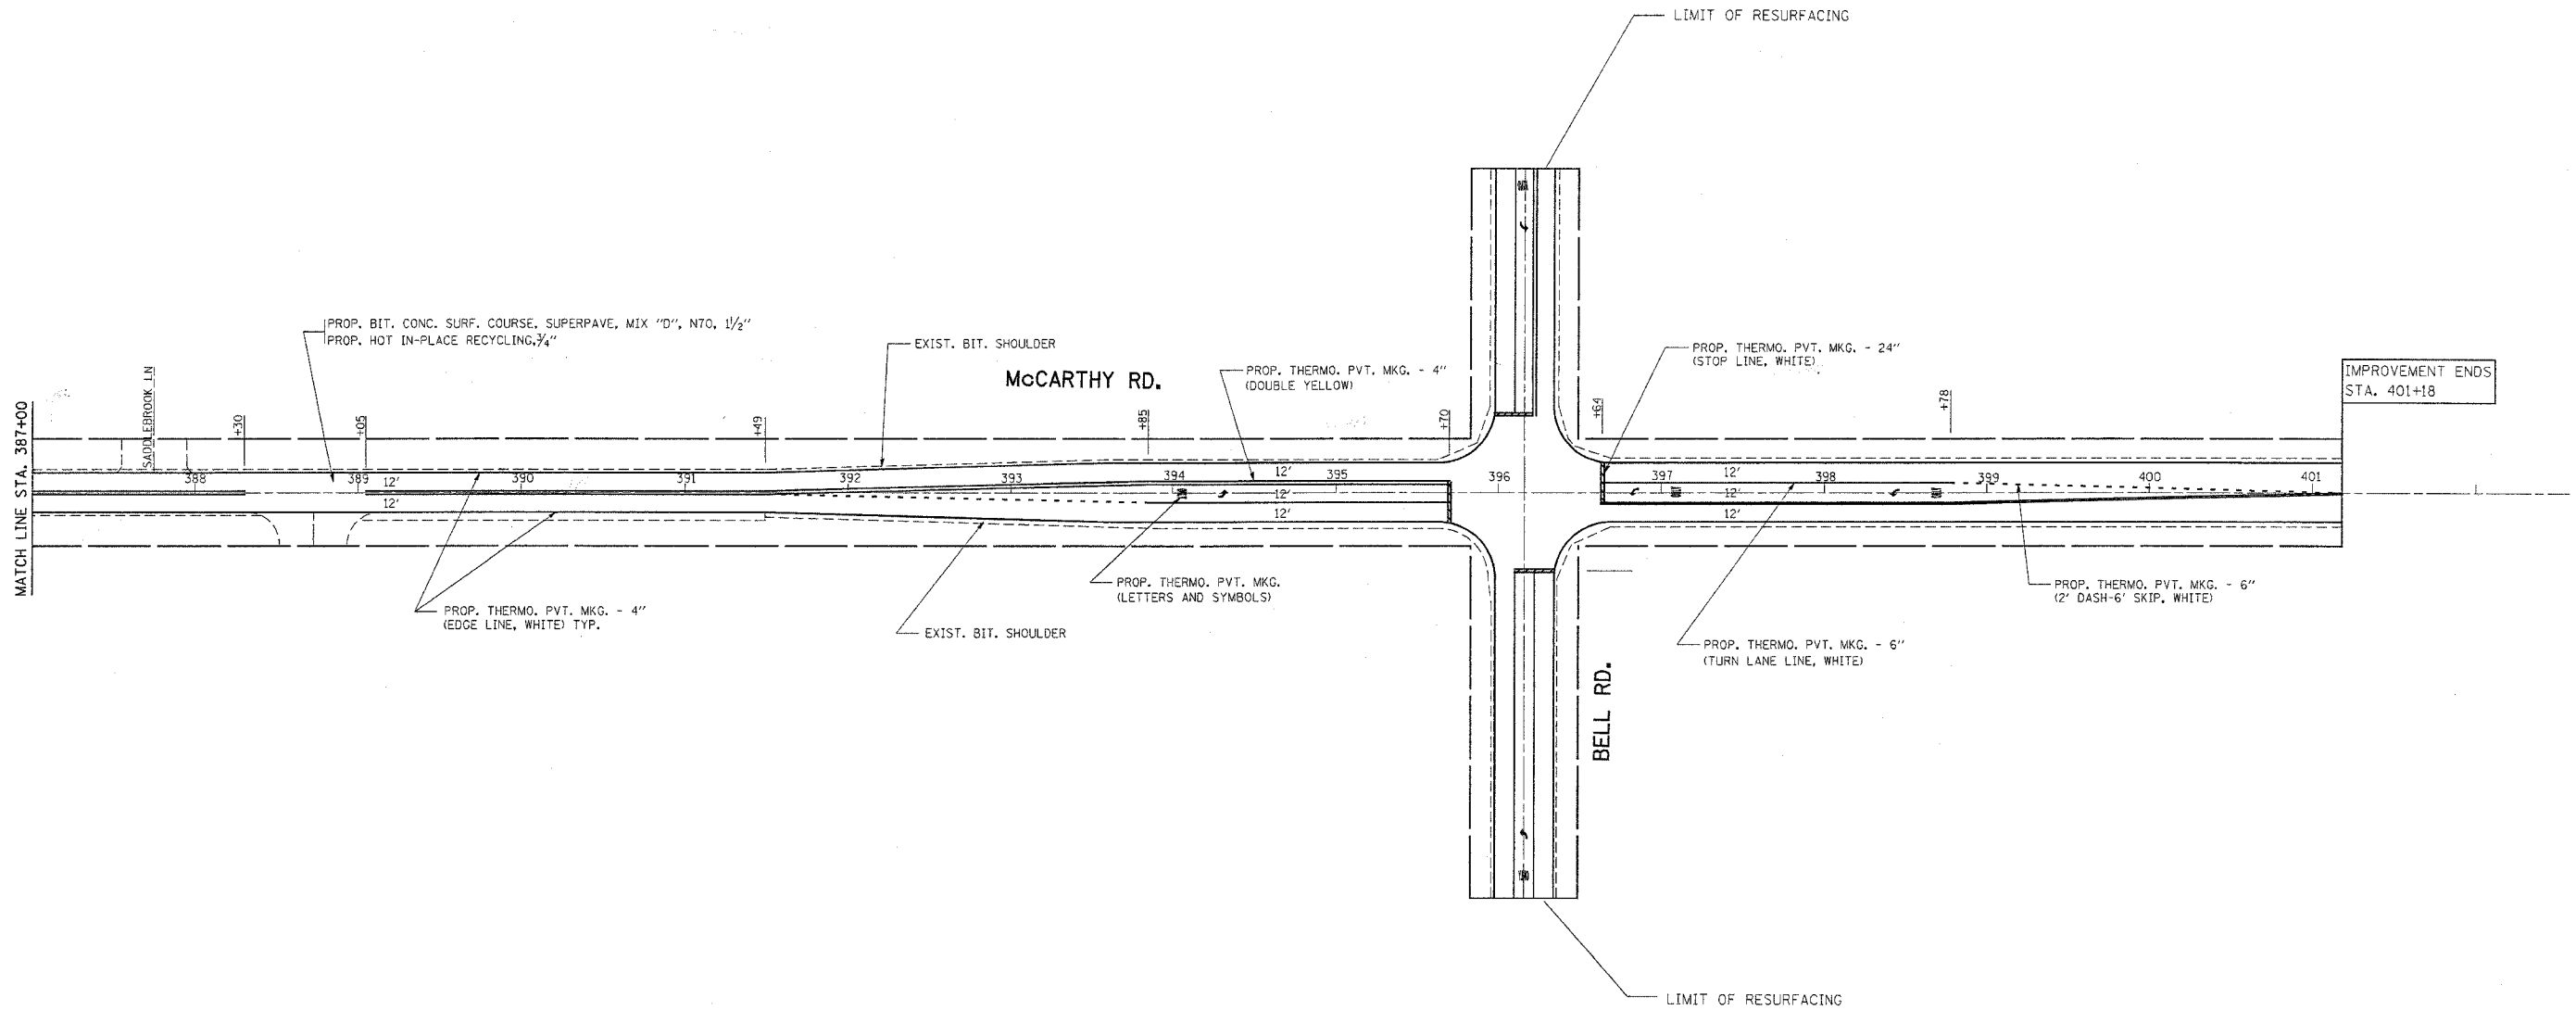 LIMIT OF RESURFACING
PROP. BIT. CONC. SURF. COURSE, SUPERPAVE, MIX "D", N70, 1 1/2"
PROP. HOT IN-PLACE RECYCLING, 3/4"
EXIST. BIT. SHOULDER
McCARTHY RD.
PROP. THERMO. PVT. MKG. - 4"
(DOUBLE YELLOW)
PROP. THERMO. PVT. MKG. - 24"
(STOP LINE, WHITE)
IMPROVEMENT ENDS
STA. 401+18
MATCH LINE STA. 387+00
SADDLEBROOK LN
+30
+05
+49
+85
+70
+64
+78
388
389
390
391
392
393
394
395
396
397
398
399
400
401
12'
12'
12'
12'
12'
12'
12'
12'
PROP. THERMO. PVT. MKG. - 4"
(EDGE LINE, WHITE) TYP.
EXIST. BIT. SHOULDER
PROP. THERMO. PVT. MKG.
(LETTERS AND SYMBOLS)
BELL RD.
PROP. THERMO. PVT. MKG. - 6"
(TURN LANE LINE, WHITE)
PROP. THERMO. PVT. MKG. - 6"
(2' DASH-6' SKIP, WHITE)
LIMIT OF RESURFACING